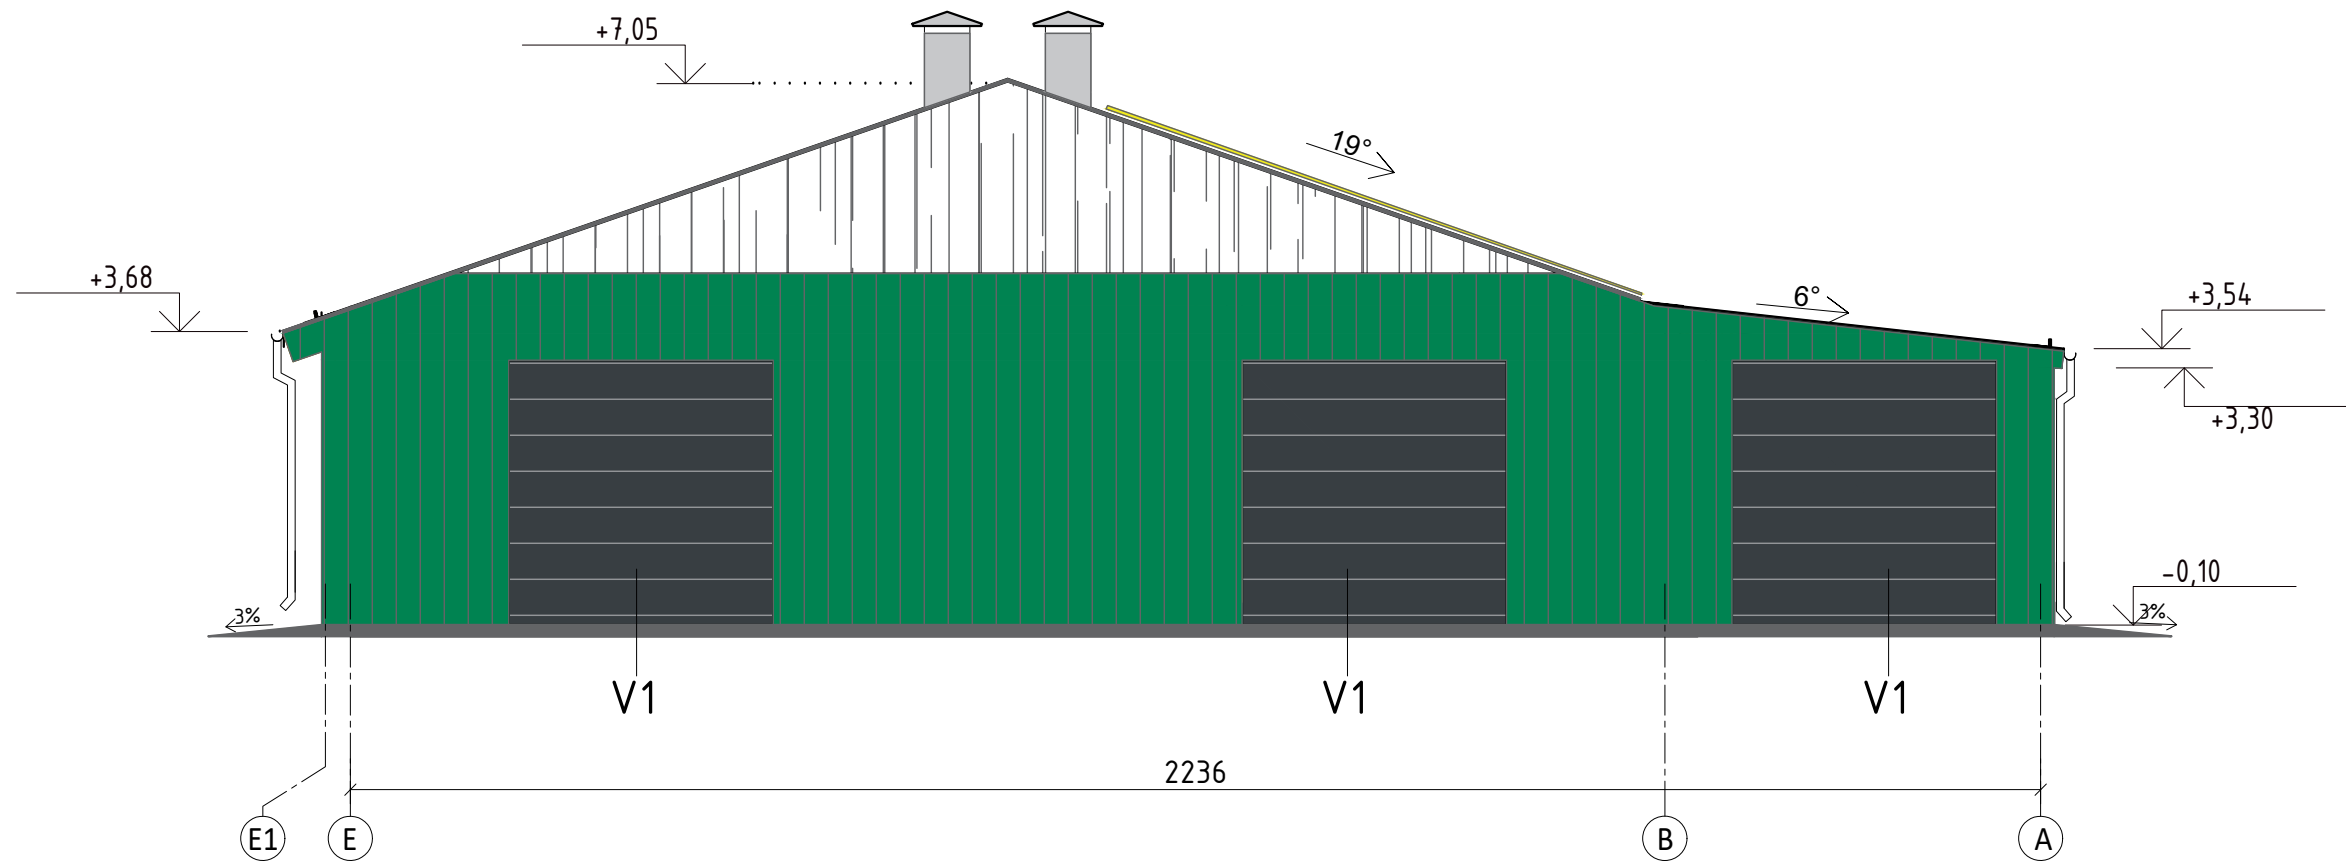 +7,05
19°
+3,68
6°
+3,54
+3,30
-0,10
3%
3%
V1
V1
V1
2236
E1
E
B
A